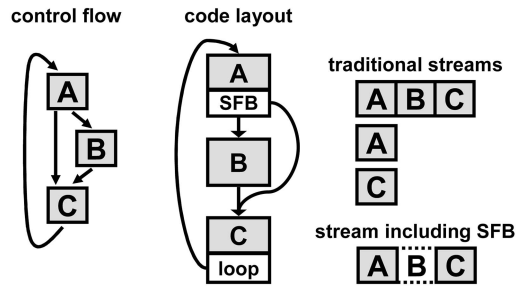 control flow
A
B
C
code layout
A
SFB
B
C
loop
traditional streams
A B C
A
C
stream including SFB
A B C